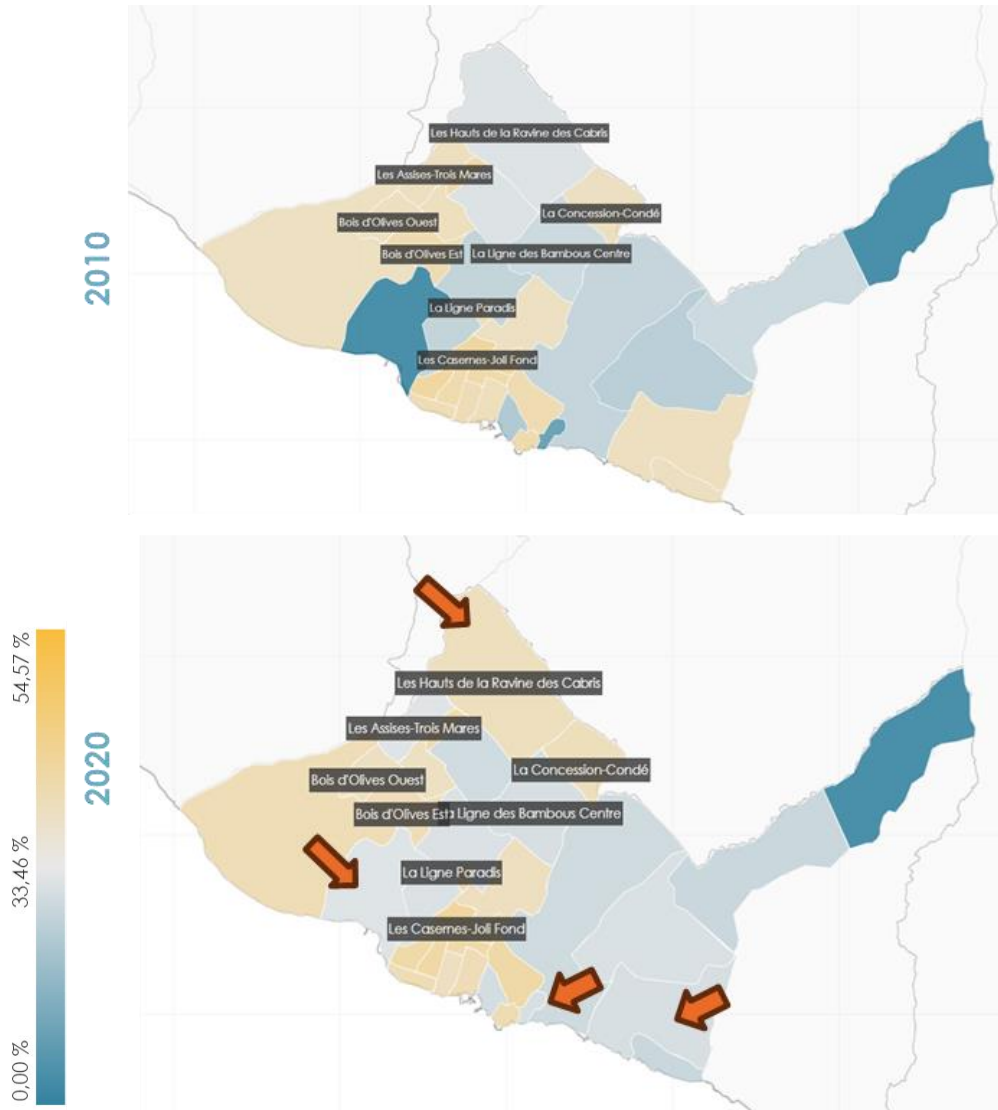 2010
Les Hauts de la Ravine des Cabris
Les Assises-Trois Mares
La Concession-Condé
Bois d'Olives Ouest
Bois d'Olives Est
La Ligne des Bambous Centre
La Ligne Paradis
Les Casernes-Joli Fond
54,57 %
33,46 %
0,00 %
2020
Les Hauts de la Ravine des Cabris
Les Assises-Trois Mares
La Concession-Condé
Bois d'Olives Ouest
Bois d'Olives Est
a Ligne des Bambous Centre
La Ligne Paradis
Les Casernes-Joli Fond